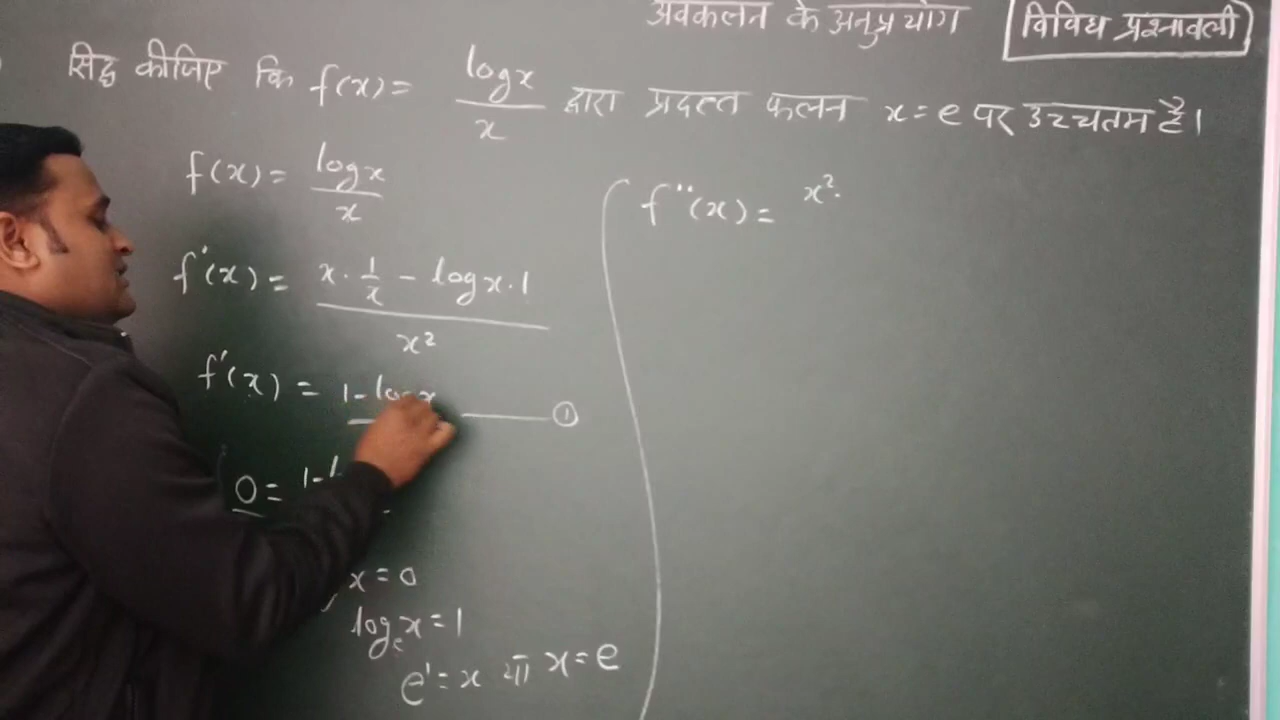 अवकलन के अनुप्रयोग
विविध प्रश्नावली
सिद्ध कीजिए कि f(x) = log x / x द्वारा प्रदत्त फलन x = e पर उच्चतम है।
f(x) = log x / x
f'(x) = (x · 1/x − log x · 1) / x²
f'(x) = 1 − log x ①
0 = 1 −
x = 0
logₑ x = 1
e¹ = x या x = e
f''(x) = x² ·